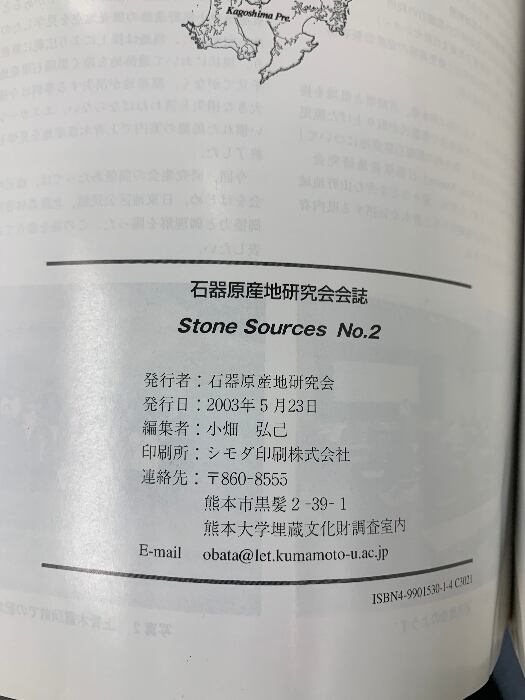 Kagoshima Pre.
石器原産地研究会会誌
Stone Sources No.2
発行者：石器原産地研究会
発行日：2003年5月23日
編集者：小畑　弘己
印刷所：シモダ印刷株式会社
連絡先：〒860-8555
熊本市黒髪2-39-1
熊本大学埋蔵文化財調査室内
E-mail obata@let.kumamoto-u.ac.jp
ISBN4-9901530-1-4 C3021